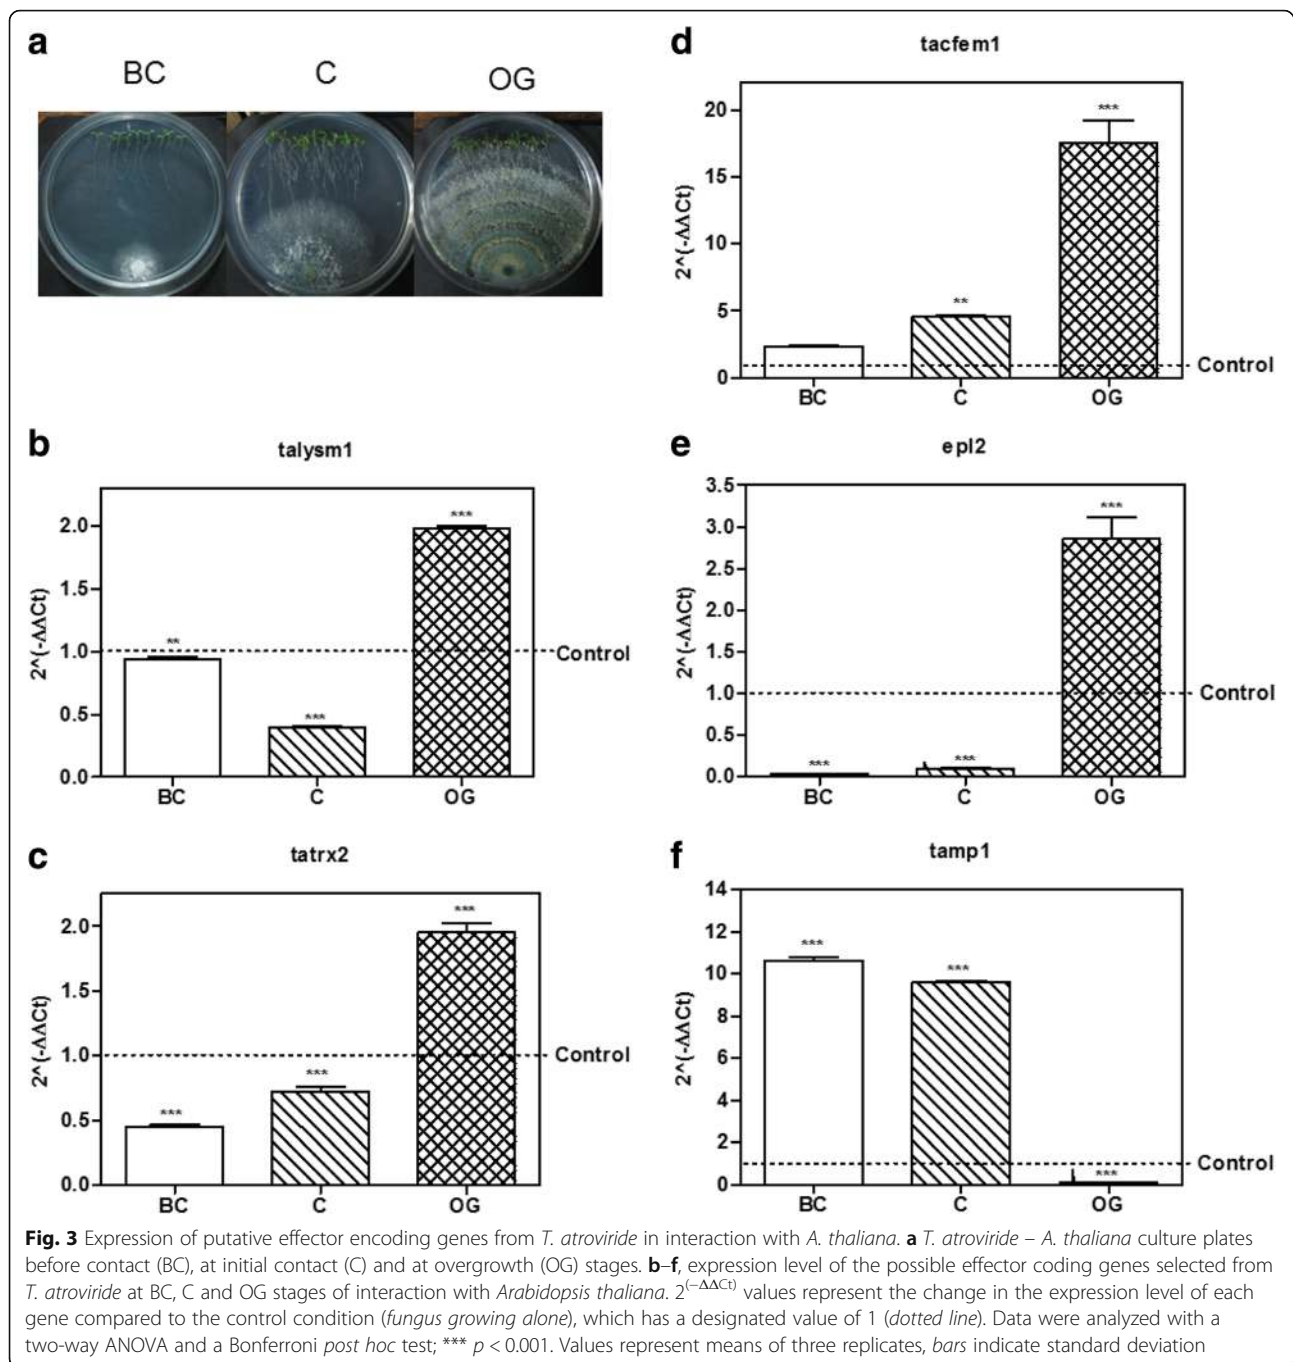 a
BC C OG
d
tacfem1
2^(-ΔΔCt)
20
15
10
5
0
***
**
Control
BC C OG
b
talysm1
2^(-ΔΔCt)
2.0
1.5
1.0
0.5
0.0
**
***
***
Control
BC C OG
e
epl2
2^(-ΔΔCt)
3.5
3.0
2.5
2.0
1.5
1.0
0.5
0.0
***
***
***
Control
BC C OG
c
tatrx2
2^(-ΔΔCt)
2.0
1.5
1.0
0.5
0.0
***
***
***
Control
BC C OG
f
tamp1
2^(-ΔΔCt)
14
12
10
8
6
4
2
0
***
***
***
Control
BC C OG
Fig. 3 Expression of putative effector encoding genes from T. atroviride in interaction with A. thaliana. a T. atroviride – A. thaliana culture plates
before contact (BC), at initial contact (C) and at overgrowth (OG) stages. b–f, expression level of the possible effector coding genes selected from
T. atroviride at BC, C and OG stages of interaction with Arabidopsis thaliana. 2(−ΔΔCt) values represent the change in the expression level of each
gene compared to the control condition (fungus growing alone), which has a designated value of 1 (dotted line). Data were analyzed with a
two-way ANOVA and a Bonferroni post hoc test; *** p < 0.001. Values represent means of three replicates, bars indicate standard deviation